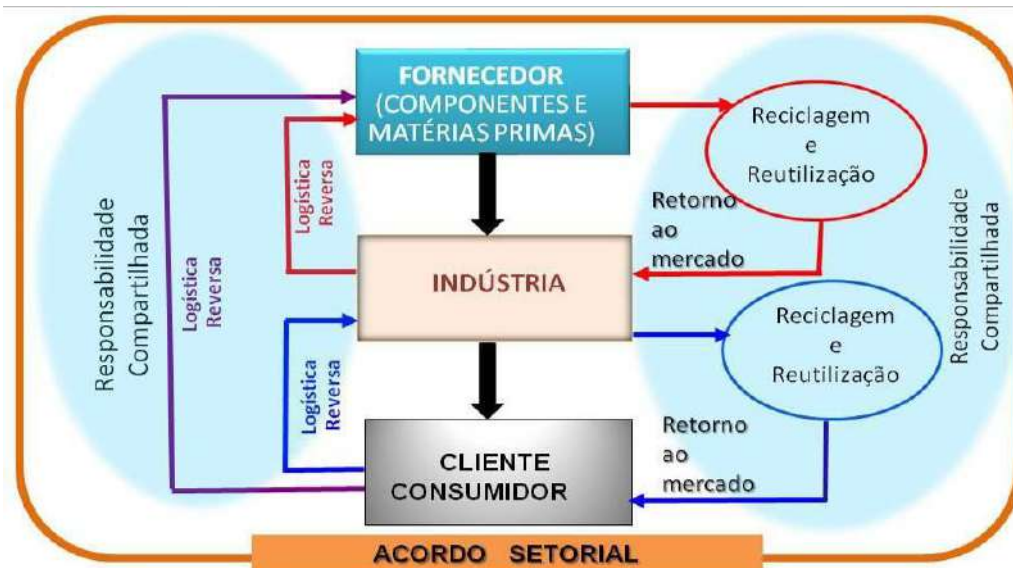 FORNECEDOR
(COMPONENTES E
MATÉRIAS PRIMAS)
Reciclagem
e
Reutilização
Logística
Reversa
Retorno
ao
mercado
Responsabilidade
Compartilhada
Logística
Reversa
INDÚSTRIA
Responsabilidade
Compartilhada
Reciclagem
e
Reutilização
Logística
Reversa
CLIENTE
CONSUMIDOR
Retorno
ao
mercado
ACORDO SETORIAL